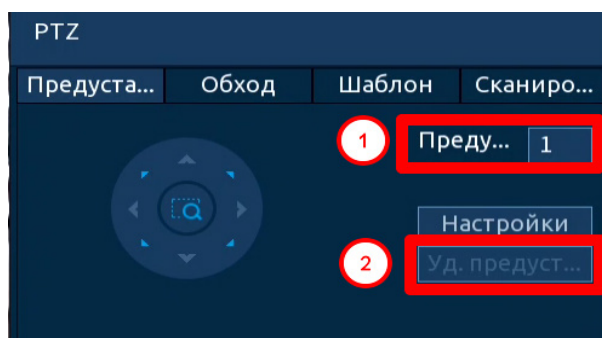 PTZ
Предуста... Обход Шаблон Сканиро...
1 Преду... 1
Настройки
2 Уд. предуст...